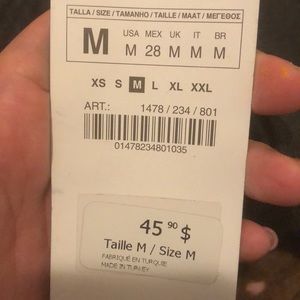 TALLA / SIZE / TAMANHO / TAILLE / MAAT / ΜΕΓΕΘΟΣ
M
USA MEX UK IT BR
M 28 M M M
XS S M L XL XXL
ART.: 1478 / 234 / 801
01478234801035
45 90 $
Taille M / Size M
FABRIQUÉ EN TURQUIE
MADE IN TURKEY